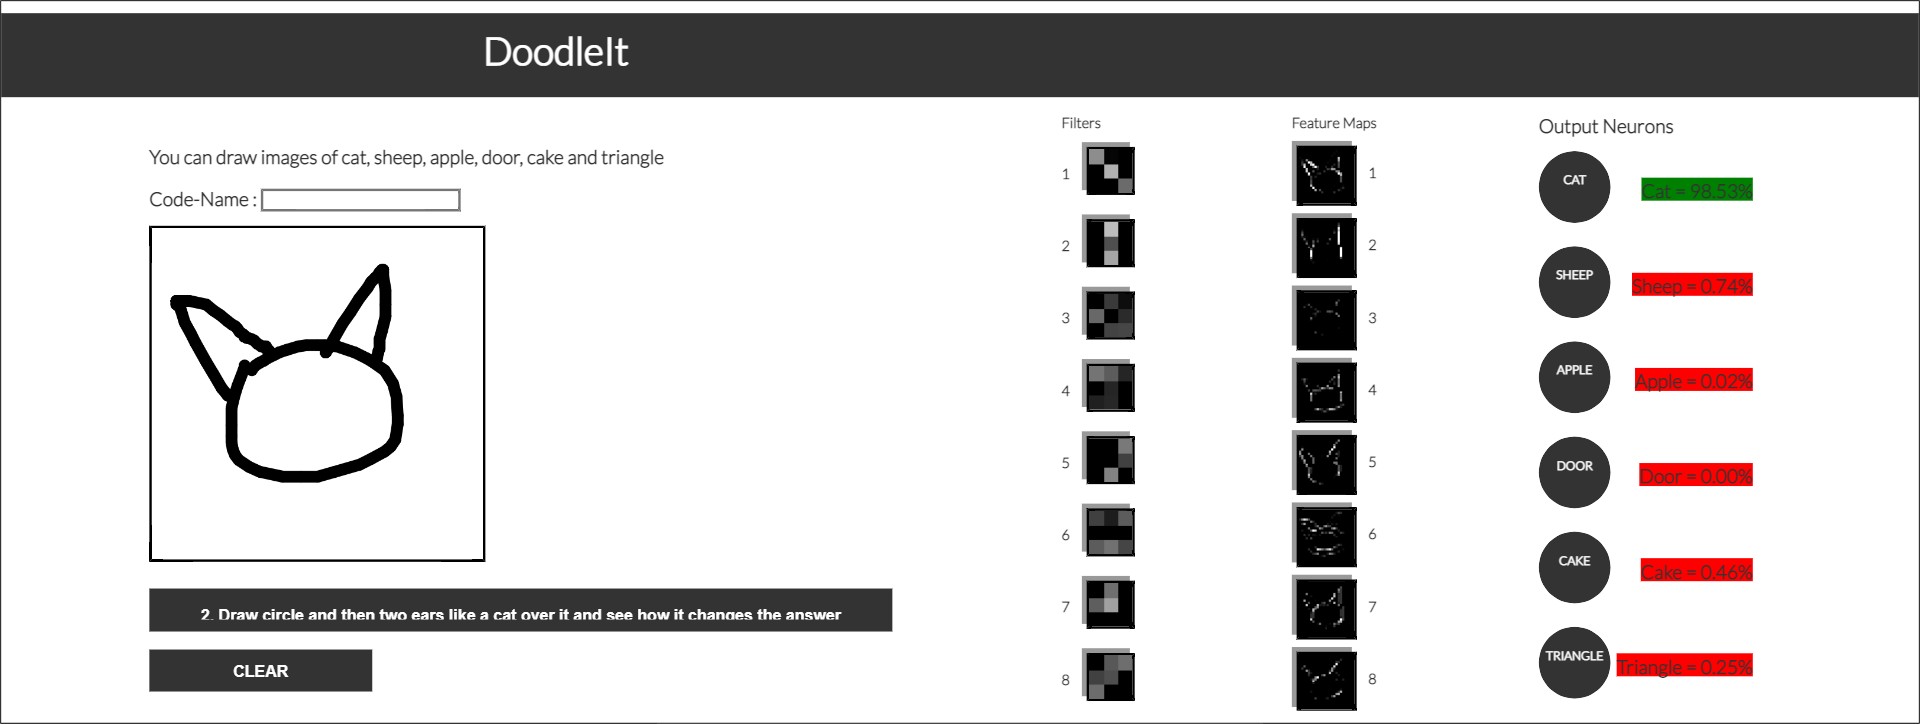 DoodleIt
You can draw images of cat, sheep, apple, door, cake and triangle
Code-Name :
2. Draw circle and then two ears like a cat over it and see how it changes the answer
CLEAR
Filters
1
2
3
4
5
6
7
8
Feature Maps
1
2
3
4
5
6
7
8
Output Neurons
CAT
Cat = 98.53%
SHEEP
Sheep = 0.74%
APPLE
Apple = 0.02%
DOOR
Door = 0.00%
CAKE
Cake = 0.46%
TRIANGLE
Triangle = 0.25%